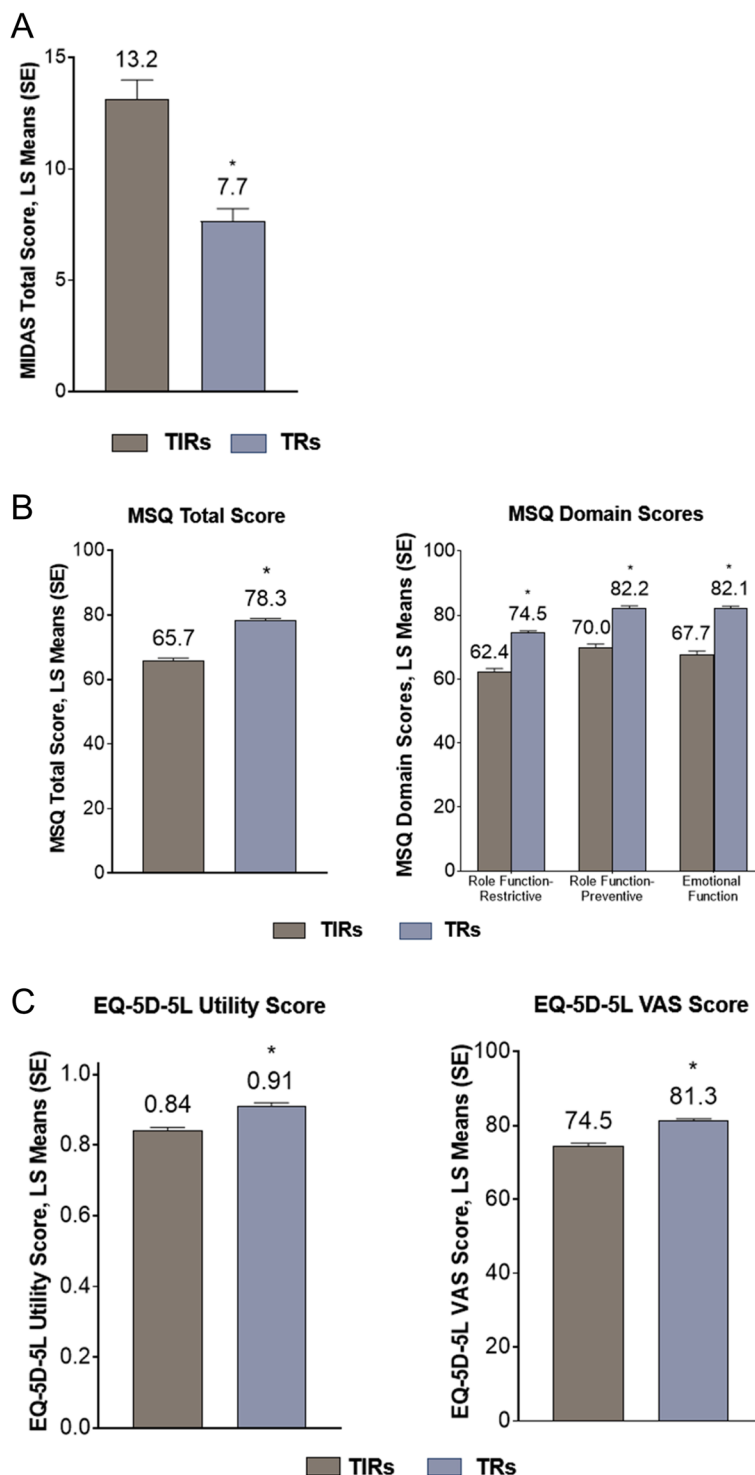 A
MIDAS Total Score, LS Means (SE)
15
10
5
0
13.2
*
7.7
TIRs TRs
B
MSQ Total Score
MSQ Total Score, LS Means (SE)
100
80
60
40
20
0
65.7
*
78.3
MSQ Domain Scores
MSQ Domain Scores, LS Means (SE)
100
80
60
40
20
0
62.4
*
74.5
70.0
*
82.2
67.7
*
82.1
Role Function-
Restrictive
Role Function-
Preventive
Emotional
Function
TIRs TRs
C
EQ-5D-5L Utility Score
EQ-5D-5L Utility Score, LS Means (SE)
1.0
0.8
0.6
0.4
0.2
0.0
0.84
*
0.91
EQ-5D-5L VAS Score
EQ-5D-5L VAS Score, LS Means (SE)
100
80
60
40
20
0
74.5
*
81.3
TIRs TRs